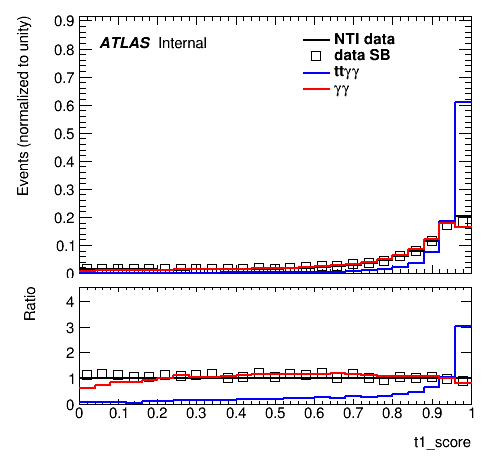 Events (normalized to unity)
0.9
0.8
0.7
0.6
0.5
0.4
0.3
0.2
0.1
0
ATLAS Internal
NTI data
data SB
ttγγ
γγ
Ratio
4
3
2
1
0
0 0.1 0.2 0.3 0.4 0.5 0.6 0.7 0.8 0.9 1
t1_score